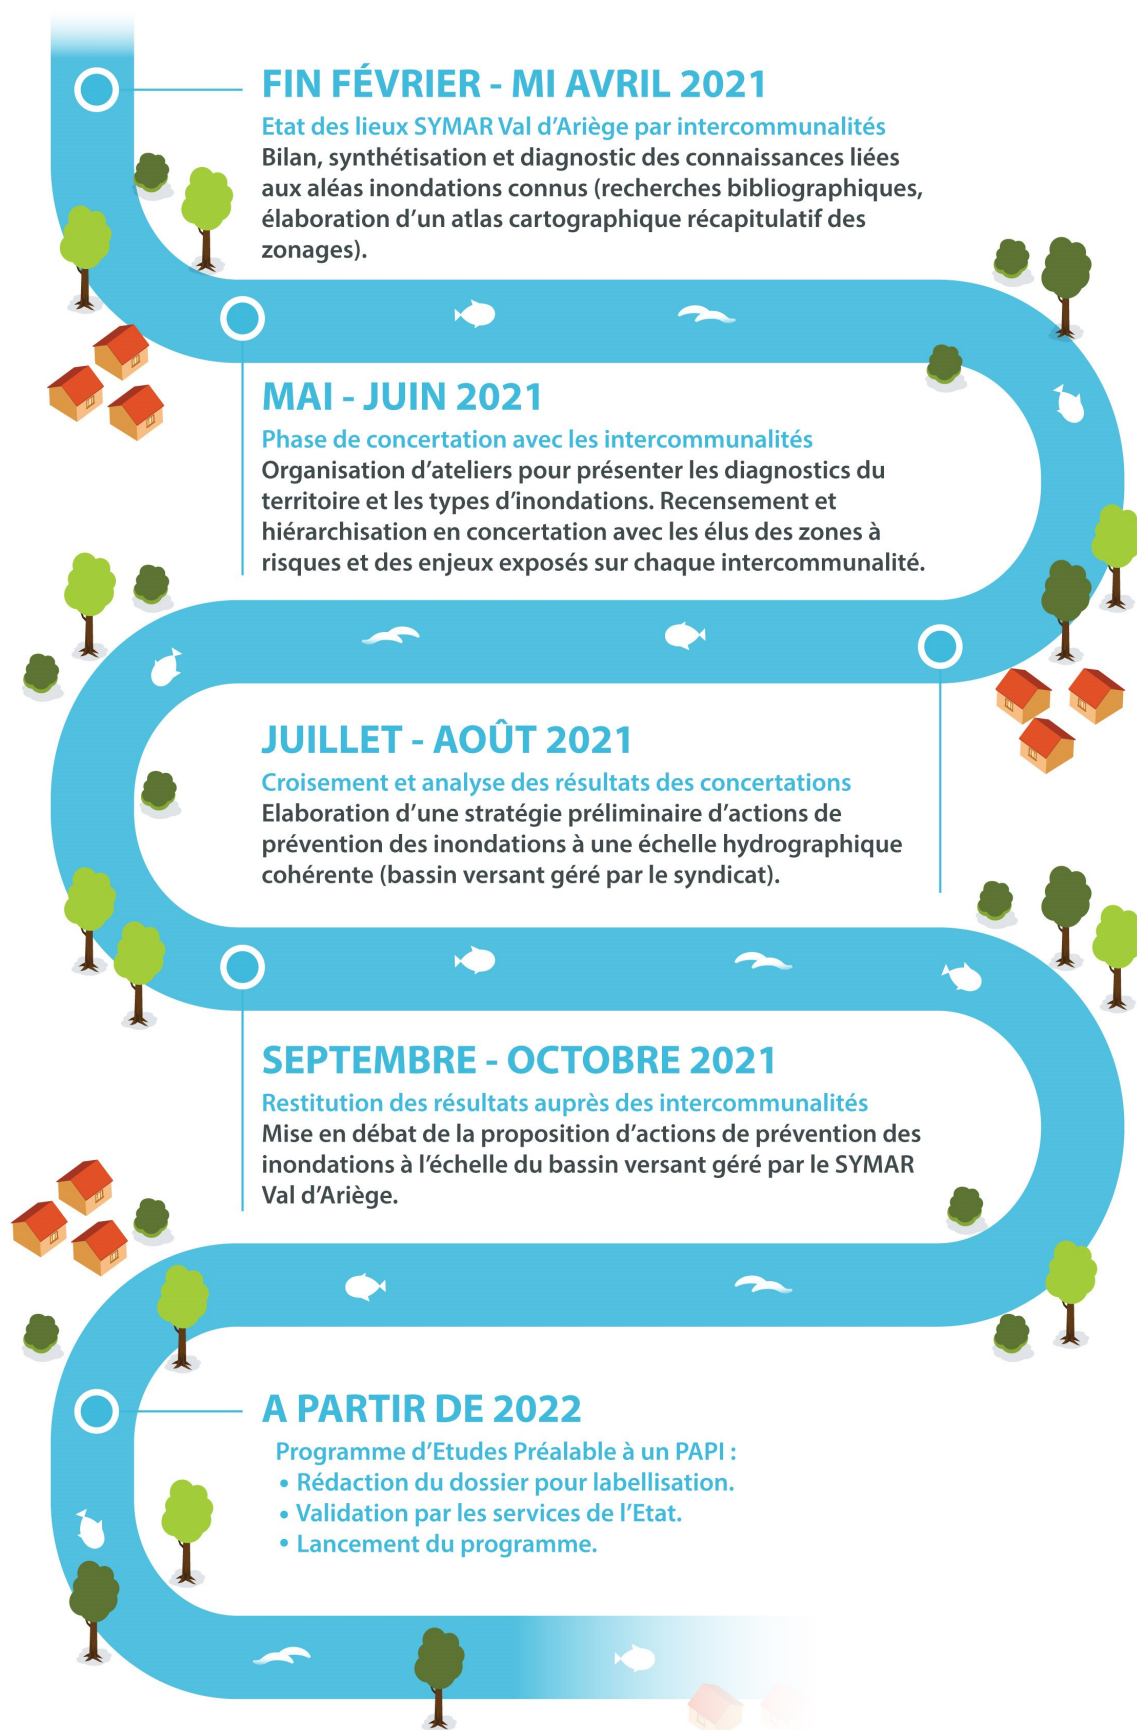 FIN FÉVRIER - MI AVRIL 2021
Etat des lieux SYMAR Val d'Ariège par intercommunalités
Bilan, synthétisation et diagnostic des connaissances liées
aux aléas inondations connus (recherches bibliographiques,
élaboration d'un atlas cartographique récapitulatif des
zonages).
MAI - JUIN 2021
Phase de concertation avec les intercommunalités
Organisation d'ateliers pour présenter les diagnostics du
territoire et les types d'inondations. Recensement et
hiérarchisation en concertation avec les élus des zones à
risques et des enjeux exposés sur chaque intercommunalité.
JUILLET - AOÛT 2021
Croisement et analyse des résultats des concertations
Elaboration d'une stratégie préliminaire d'actions de
prévention des inondations à une échelle hydrographique
cohérente (bassin versant géré par le syndicat).
SEPTEMBRE - OCTOBRE 2021
Restitution des résultats auprès des intercommunalités
Mise en débat de la proposition d'actions de prévention des
inondations à l'échelle du bassin versant géré par le SYMAR
Val d'Ariège.
A PARTIR DE 2022
Programme d'Etudes Préalable à un PAPI :
• Rédaction du dossier pour labellisation.
• Validation par les services de l'Etat.
• Lancement du programme.